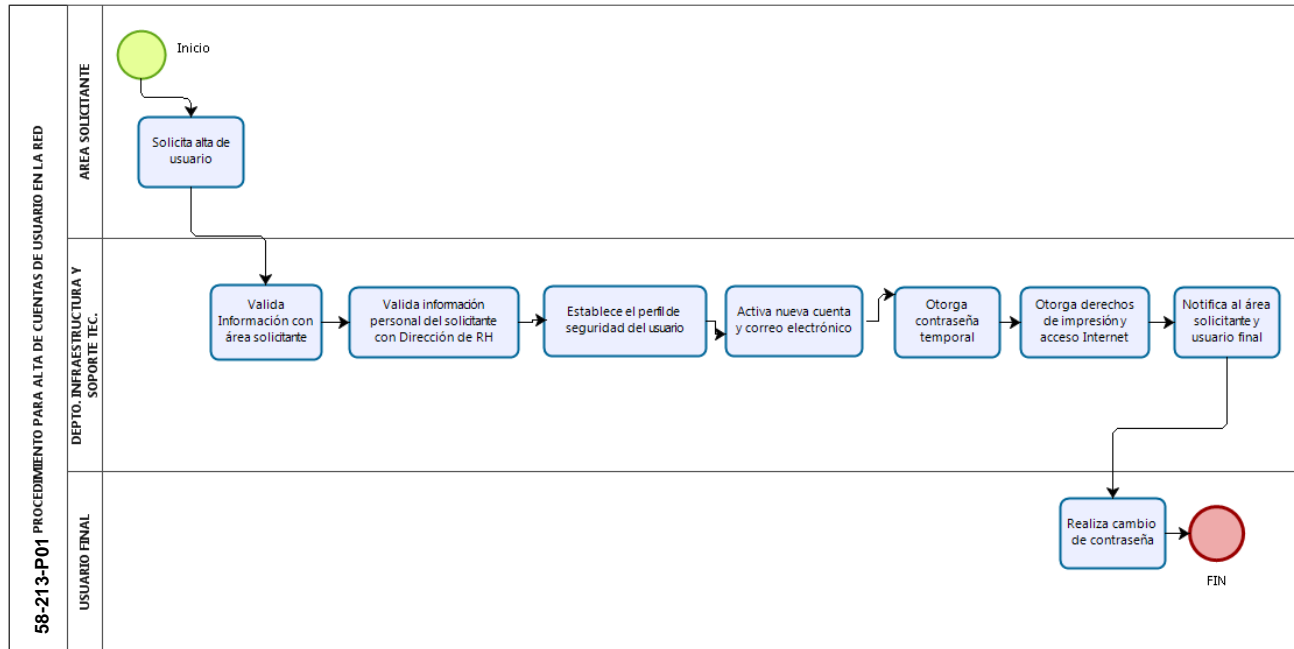 58-213-P01 PROCEDIMIENTO PARA ALTA DE CUENTAS DE USUARIO EN LA RED
AREA SOLICITANTE
Inicio
Solicita alta de
usuario
DEPTO. INFRAESTRUCTURA Y
SOPORTE TEC.
Valida
Información con
área solicitante
Valida información
personal del solicitante
con Dirección de RH
Establece el perfil de
seguridad del usuario
Activa nueva cuenta
y correo electrónico
Otorga
contraseña
temporal
Otorga derechos
de impresión y
acceso Internet
Notifica al área
solicitante y
usuario final
USUARIO FINAL
Realiza cambio
de contraseña
FIN